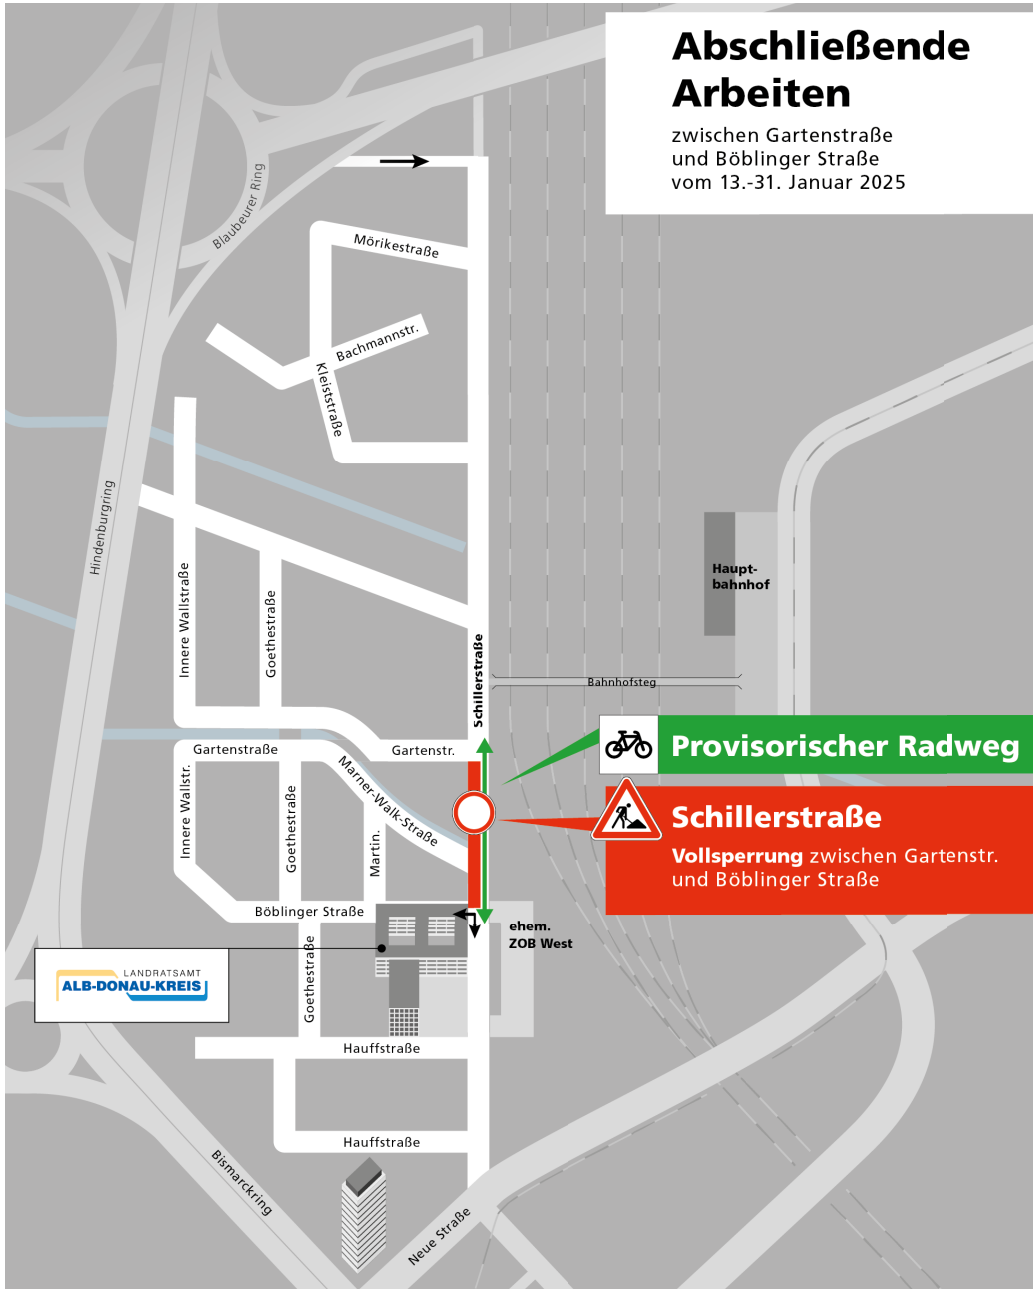 Abschließende
Arbeiten
zwischen Gartenstraße
und Böblinger Straße
vom 13.-31. Januar 2025
Blaubeurer Ring
Mörikestraße
Bachmannstr.
Kleiststraße
Hindenburgring
Innere Wallstraße
Goethestraße
Schillerstraße
Haupt-
bahnhof
Bahnhofsteg
Gartenstraße
Gartenstr.
Marner-Walk-Straße
Innere Wallstr.
Goethestraße
Martin.
Provisorischer Radweg
Schillerstraße
Vollsperrung zwischen Gartenstr.
und Böblinger Straße
Böblinger Straße
ehem.
ZOB West
Goethestraße
LANDRATSAMT
ALB-DONAU-KREIS
Hauffstraße
Hauffstraße
Bismarckring
Neue Straße